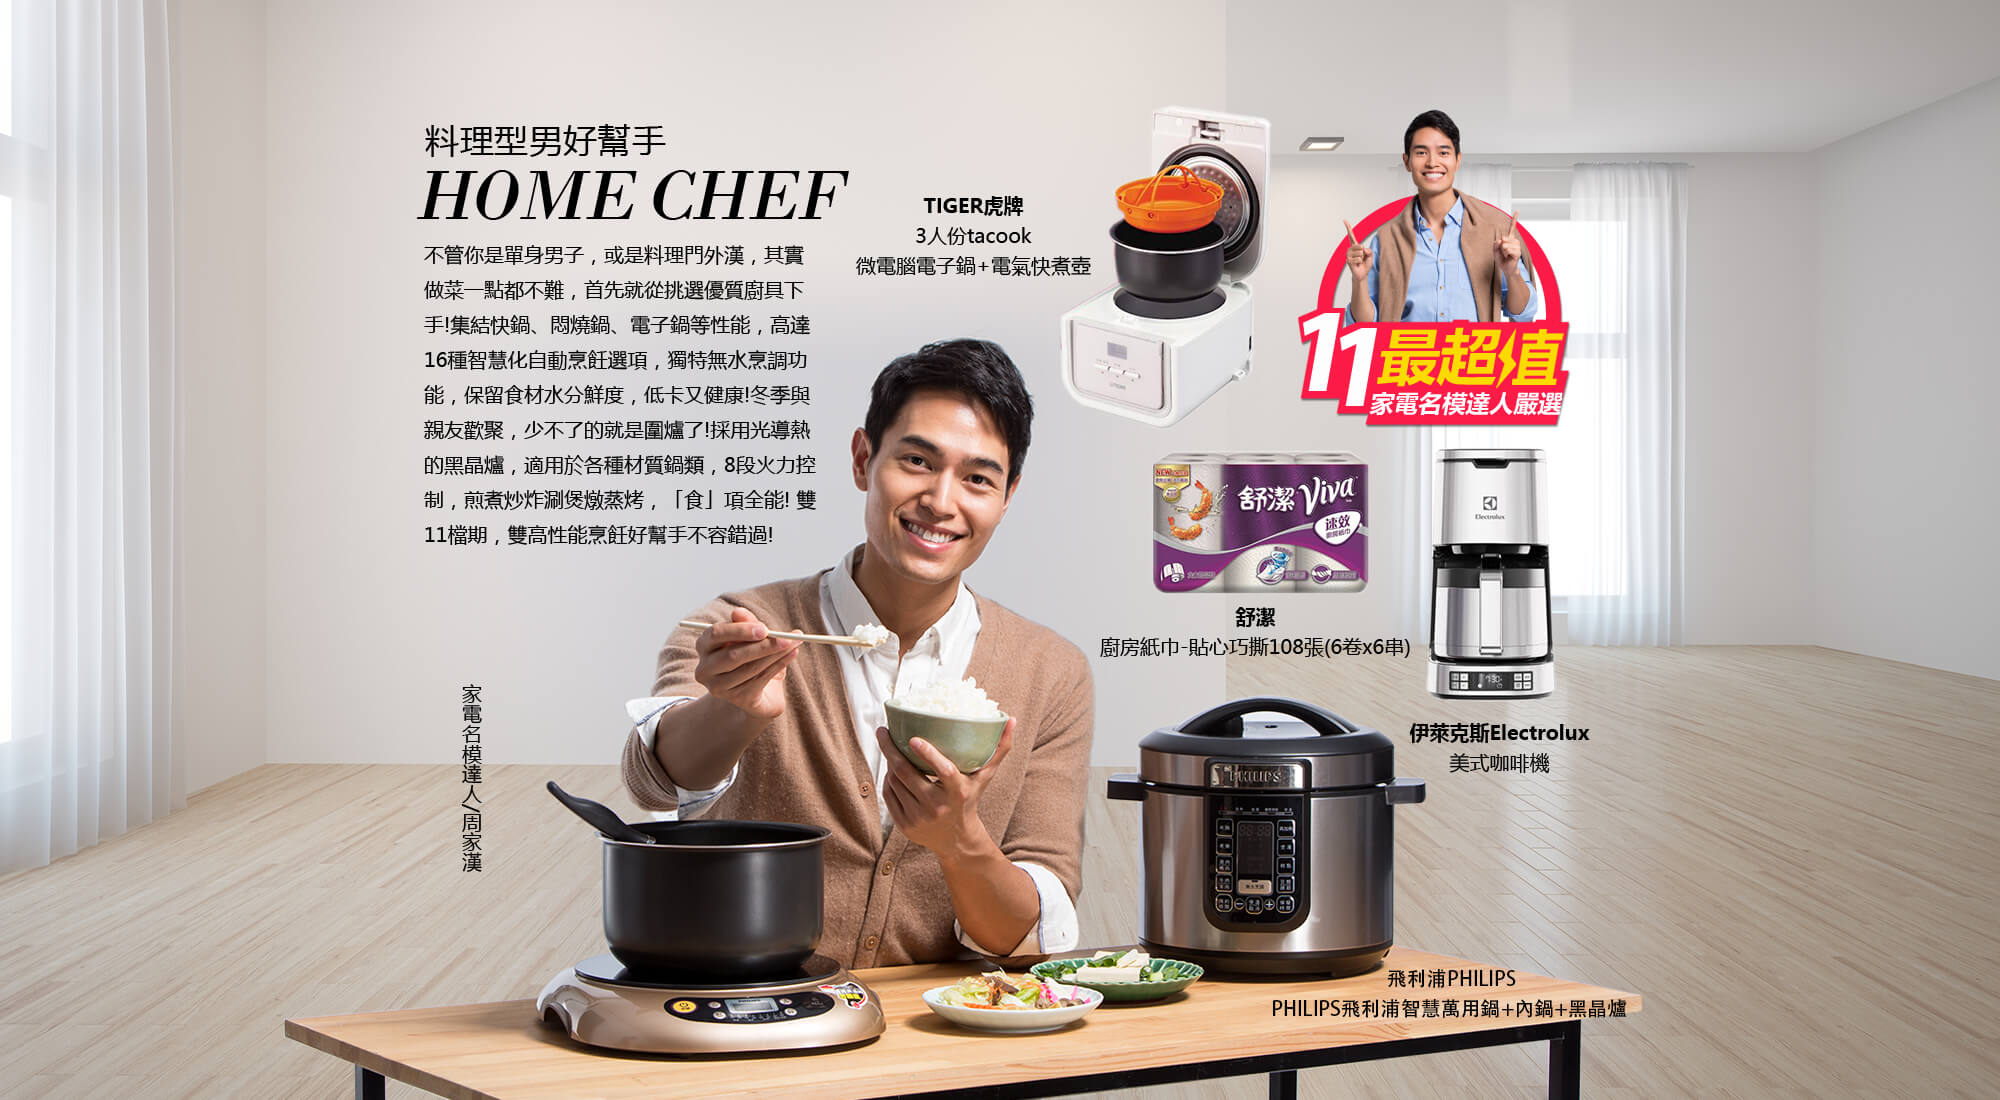 料理型男好幫手
HOME CHEF
不管你是單身男子，或是料理門外漢，其實
做菜一點都不難，首先就從挑選優質廚具下
手!集結快鍋、悶燒鍋、電子鍋等性能，高達
16種智慧化自動烹飪選項，獨特無水烹調功
能，保留食材水分鮮度，低卡又健康!冬季與
親友歡聚，少不了的就是圍爐了!採用光導熱
的黑晶爐，適用於各種材質鍋類，8段火力控
制，煎煮炒炸涮煲燉蒸烤，「食」項全能! 雙
11檔期，雙高性能烹飪好幫手不容錯過!
家電名模達人/周家漢
TIGER虎牌
3人份tacook
微電腦電子鍋+電氣快煮壺
11最超值
家電名模達人嚴選
NEW
舒潔 Viva
速效
廚房紙巾
舒潔
廚房紙巾-貼心巧撕108張(6卷x6串)
Electrolux
伊萊克斯Electrolux
美式咖啡機
PHILIPS
飛利浦PHILIPS
PHILIPS飛利浦智慧萬用鍋+內鍋+黑晶爐